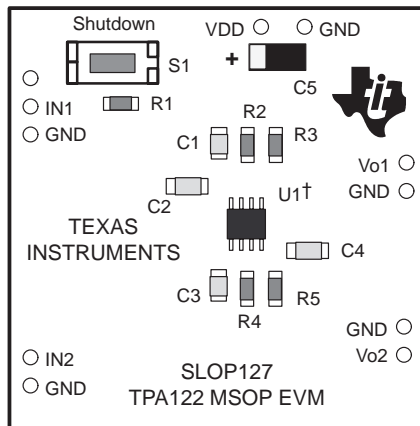 Shutdown
VDD
GND
S1
+
C5
IN1
R1
GND
R2
R3
C1
Vo1
GND
U1†
C2
TEXAS
INSTRUMENTS
C4
C3
R5
R4
GND
IN2
Vo2
GND
SLOP127
TPA122 MSOP EVM